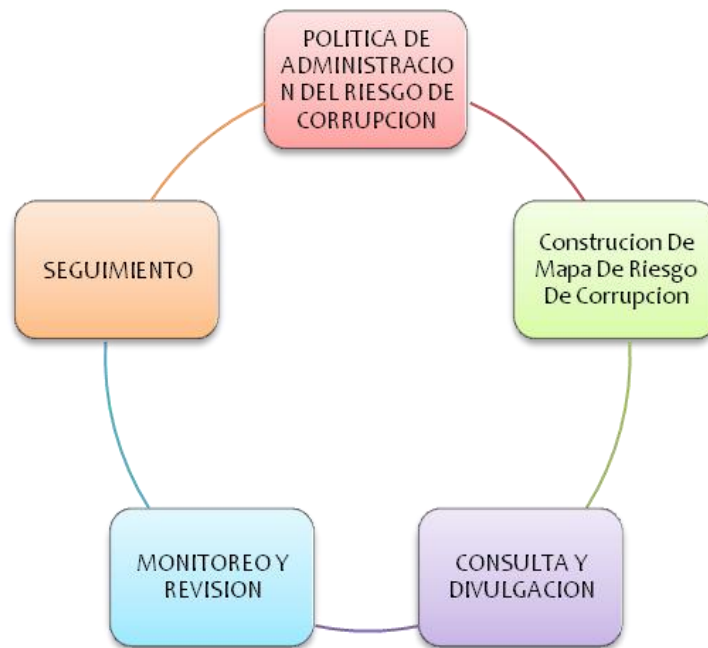 POLITICA DE
ADMINISTRACIO
N DEL RIESGO DE
CORRUPCION
Construcion De
Mapa De Riesgo
De Corrupcion
CONSULTA Y
DIVULGACION
MONITOREO Y
REVISION
SEGUIMIENTO